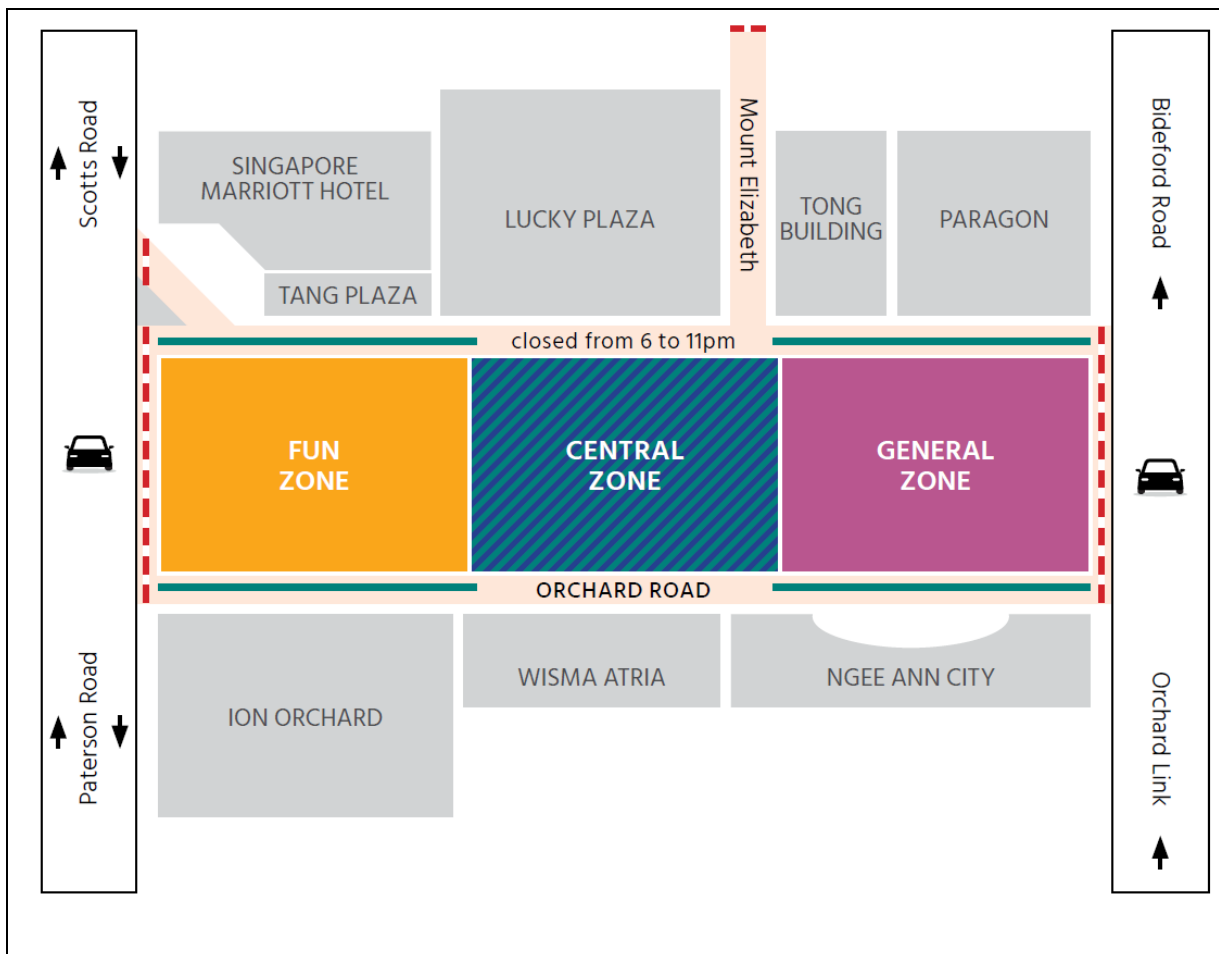 Scotts Road
SINGAPORE
MARRIOTT HOTEL
TANG PLAZA
LUCKY PLAZA
Mount Elizabeth
TONG
BUILDING
PARAGON
Bideford Road
closed from 6 to 11pm
FUN
ZONE
CENTRAL
ZONE
GENERAL
ZONE
ORCHARD ROAD
Paterson Road
ION ORCHARD
WISMA ATRIA
NGEE ANN CITY
Orchard Link